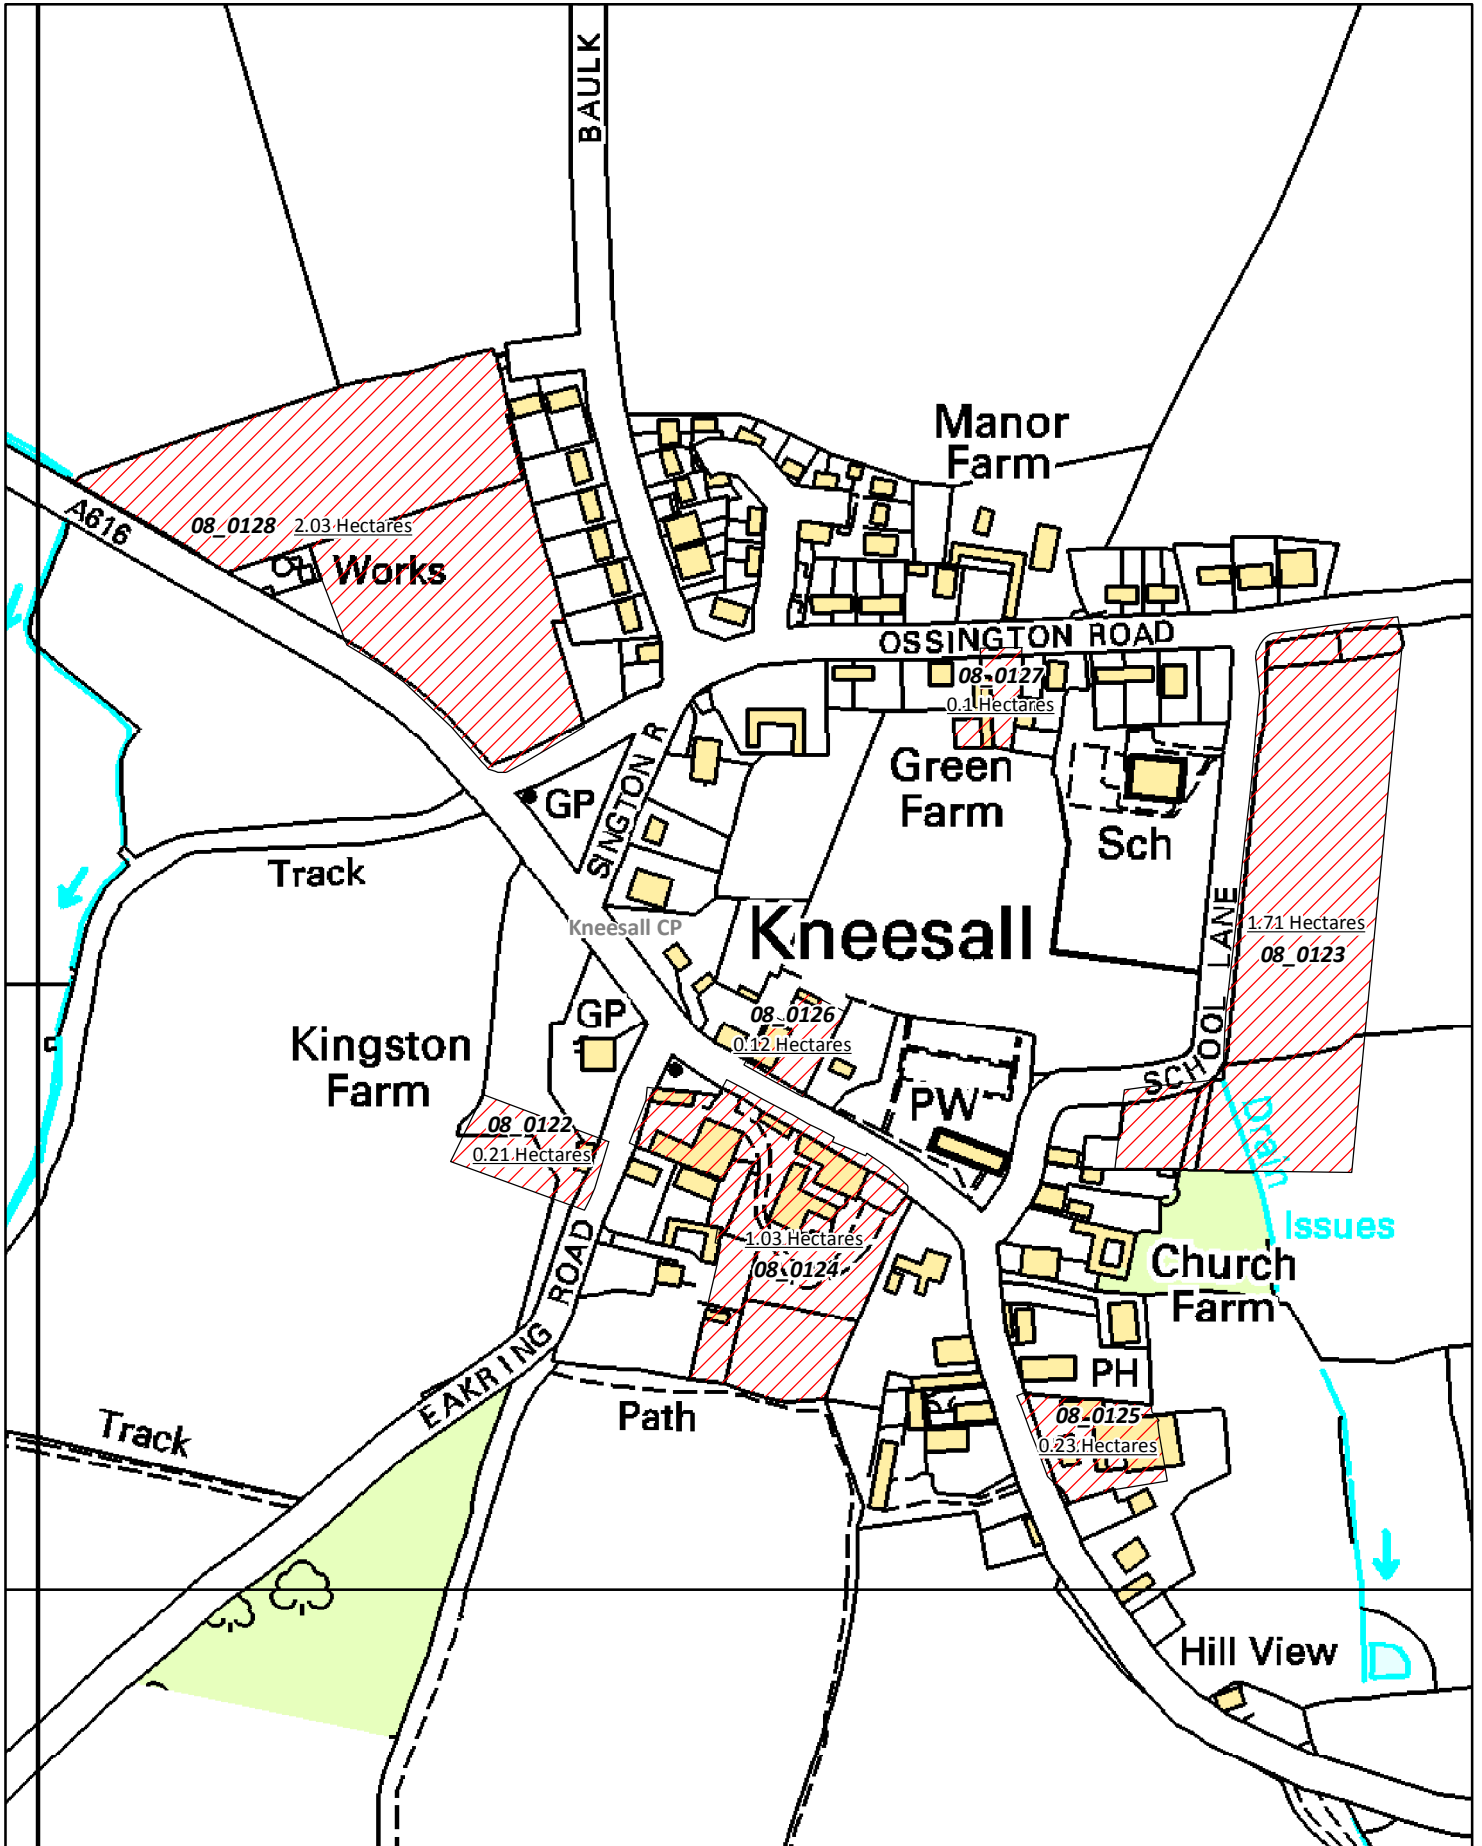 BAULK
Manor
Farm
A616
08_0128 2.03 Hectares
Works
OSSINGTON ROAD
08_0127
0.1 Hectares
SINGTON R
GP
Green
Farm
Sch
Track
Kneesall CP
Kneesall
SCHOOL LANE
1.71 Hectares
08_0123
GP
08_0126
0.12 Hectares
Kingston
Farm
PW
Drain
08_0122
0.21 Hectares
Issues
1.03 Hectares
08_0124
Church
Farm
EAKRING ROAD
PH
Path
08_0125
0.23 Hectares
Track
Hill View